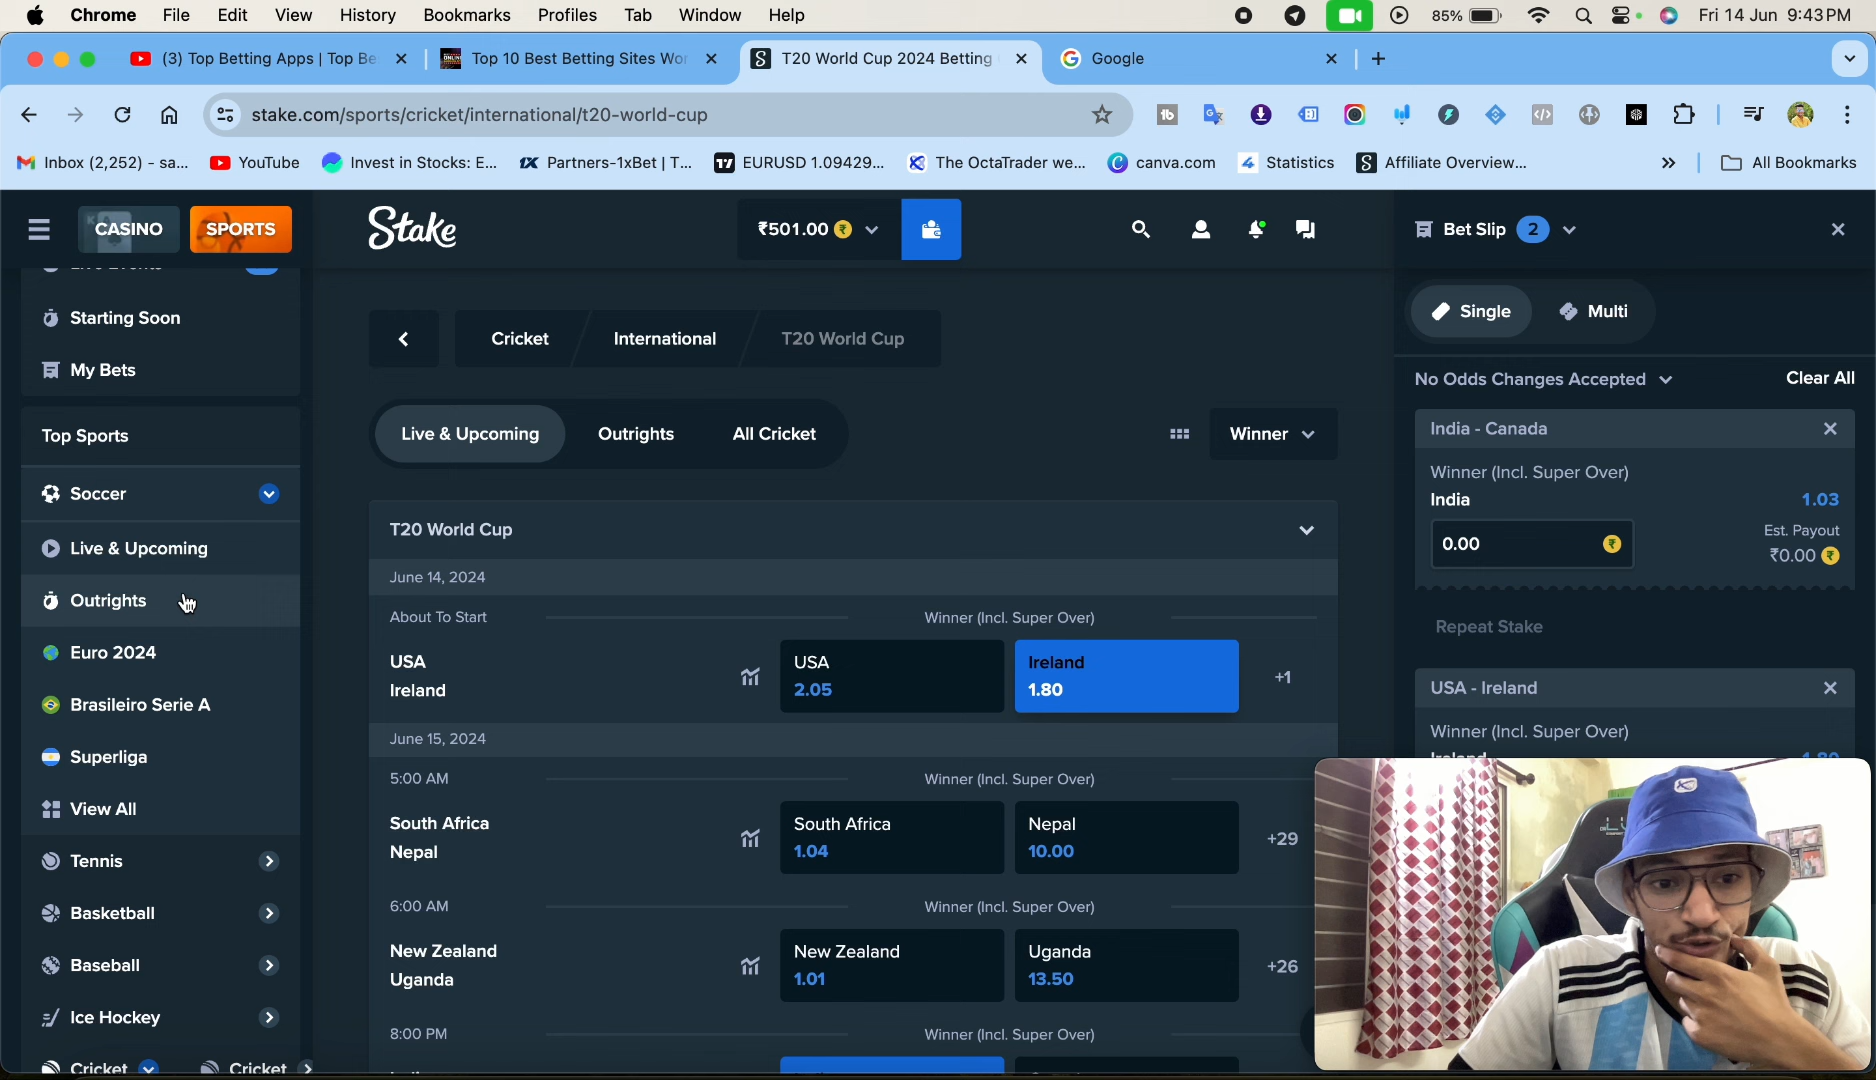 Chrome File Edit View History Bookmarks Profiles Tab Window Help 85% Fri 14 Jun 9:43 PM
(3) Top Betting Apps | Top Be
Top 10 Best Betting Sites Wor
T20 World Cup 2024 Betting
Google
stake.com/sports/cricket/international/t20-world-cup
Inbox (2,252) - sa...
YouTube
Invest in Stocks: E...
Partners-1xBet | T...
EURUSD 1.09429...
The OctaTrader we...
canva.com
Statistics
Affiliate Overview...
All Bookmarks
CASINO
SPORTS
Stake
₹501.00
Bet Slip 2
Starting Soon
My Bets
Top Sports
Soccer
Live & Upcoming
Outrights
Euro 2024
Brasileiro Serie A
Superliga
View All
Tennis
Basketball
Baseball
Ice Hockey
Cricket
Cricket
Cricket
International
T20 World Cup
Live & Upcoming
Outrights
All Cricket
Winner
T20 World Cup
June 14, 2024
About To Start
Winner (Incl. Super Over)
USA
Ireland
USA
2.05
Ireland
1.80
+1
June 15, 2024
5:00 AM
Winner (Incl. Super Over)
South Africa
Nepal
South Africa
1.04
Nepal
10.00
+29
6:00 AM
Winner (Incl. Super Over)
New Zealand
Uganda
New Zealand
1.01
Uganda
13.50
+26
8:00 PM
Winner (Incl. Super Over)
Single
Multi
No Odds Changes Accepted
Clear All
India - Canada
Winner (Incl. Super Over)
India
1.03
0.00
Est. Payout
₹0.00
Repeat Stake
USA - Ireland
Winner (Incl. Super Over)